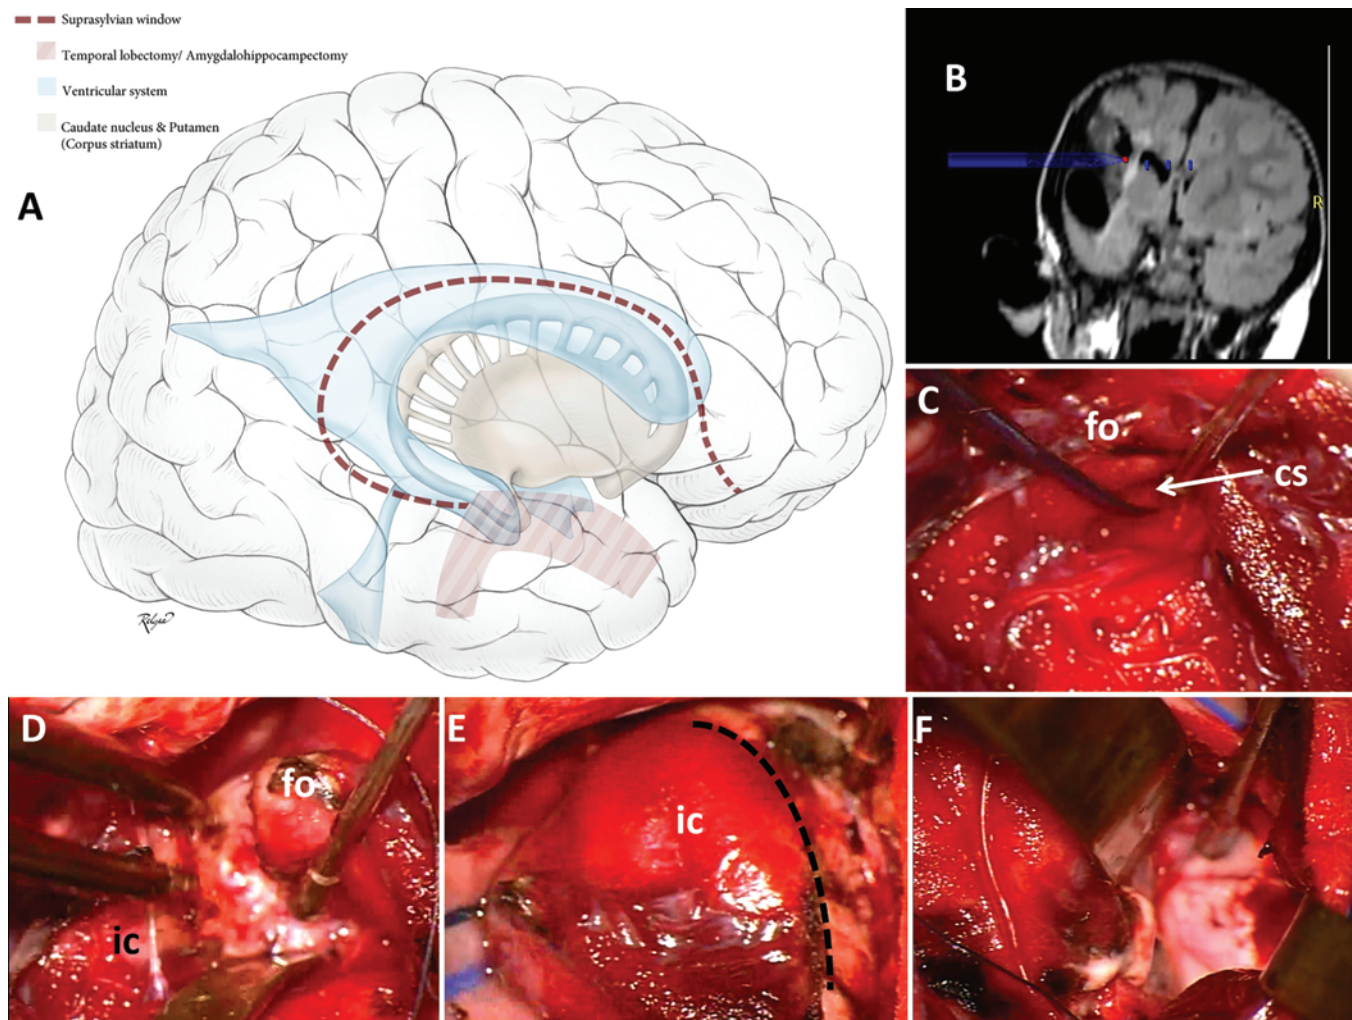 Suprasylvian window
Temporal lobectomy/ Amygdalohippocampectomy
Ventricular system
Caudate nucleus & Putamen
(Corpus striatum)
A
B
R
C
fo
cs
D
fo
ic
E
ic
F